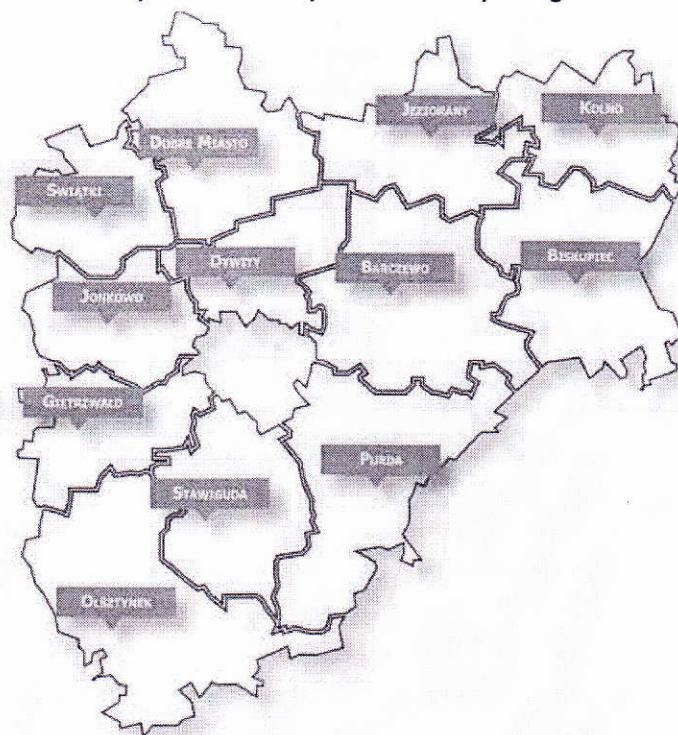 JEZIORANY
KOLNO
DOBRE MIASTO
ŚWIĄTKI
DYWITY
BARCZEWO
BISKUPIEC
JONKOWO
GIETRZWAŁD
PURDA
STAWIGUDA
OLSZTYNEK